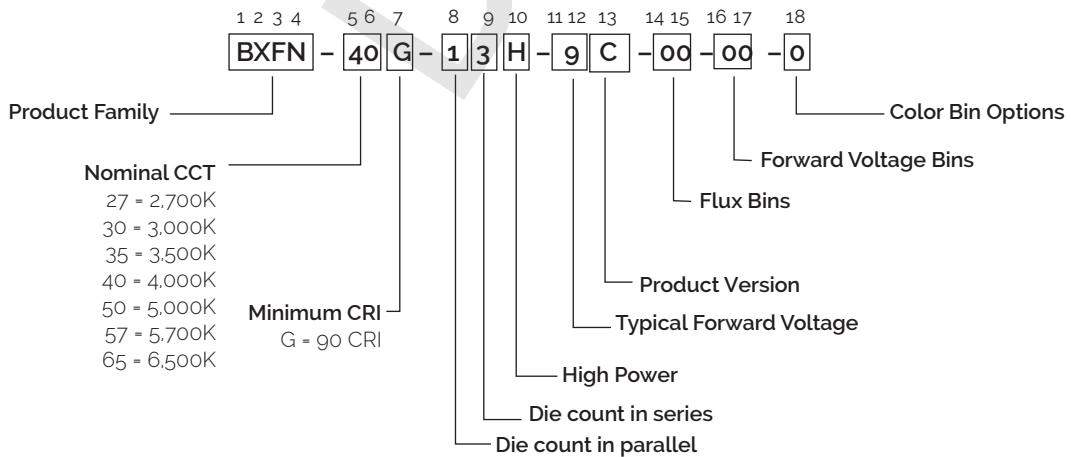 1 2 3 4 5 6 7 8 9 10 11 12 13 14 15 16 17 18
BXFN – 40 G – 1 3 H – 9 C – 00 – 00 – 0
Product Family
Color Bin Options
Forward Voltage Bins
Nominal CCT
27 = 2,700K
30 = 3,000K
35 = 3,500K
40 = 4,000K
50 = 5,000K
57 = 5,700K
65 = 6,500K
Flux Bins
Product Version
Minimum CRI
G = 90 CRI
Typical Forward Voltage
High Power
Die count in series
Die count in parallel